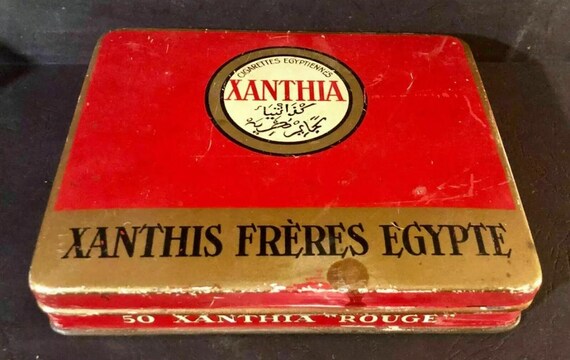 CIGARETTES EGYPTIENNES
XANTHIA
XANTHIS FRÈRES EGYPTE
50 XANTHIA "ROUGE"